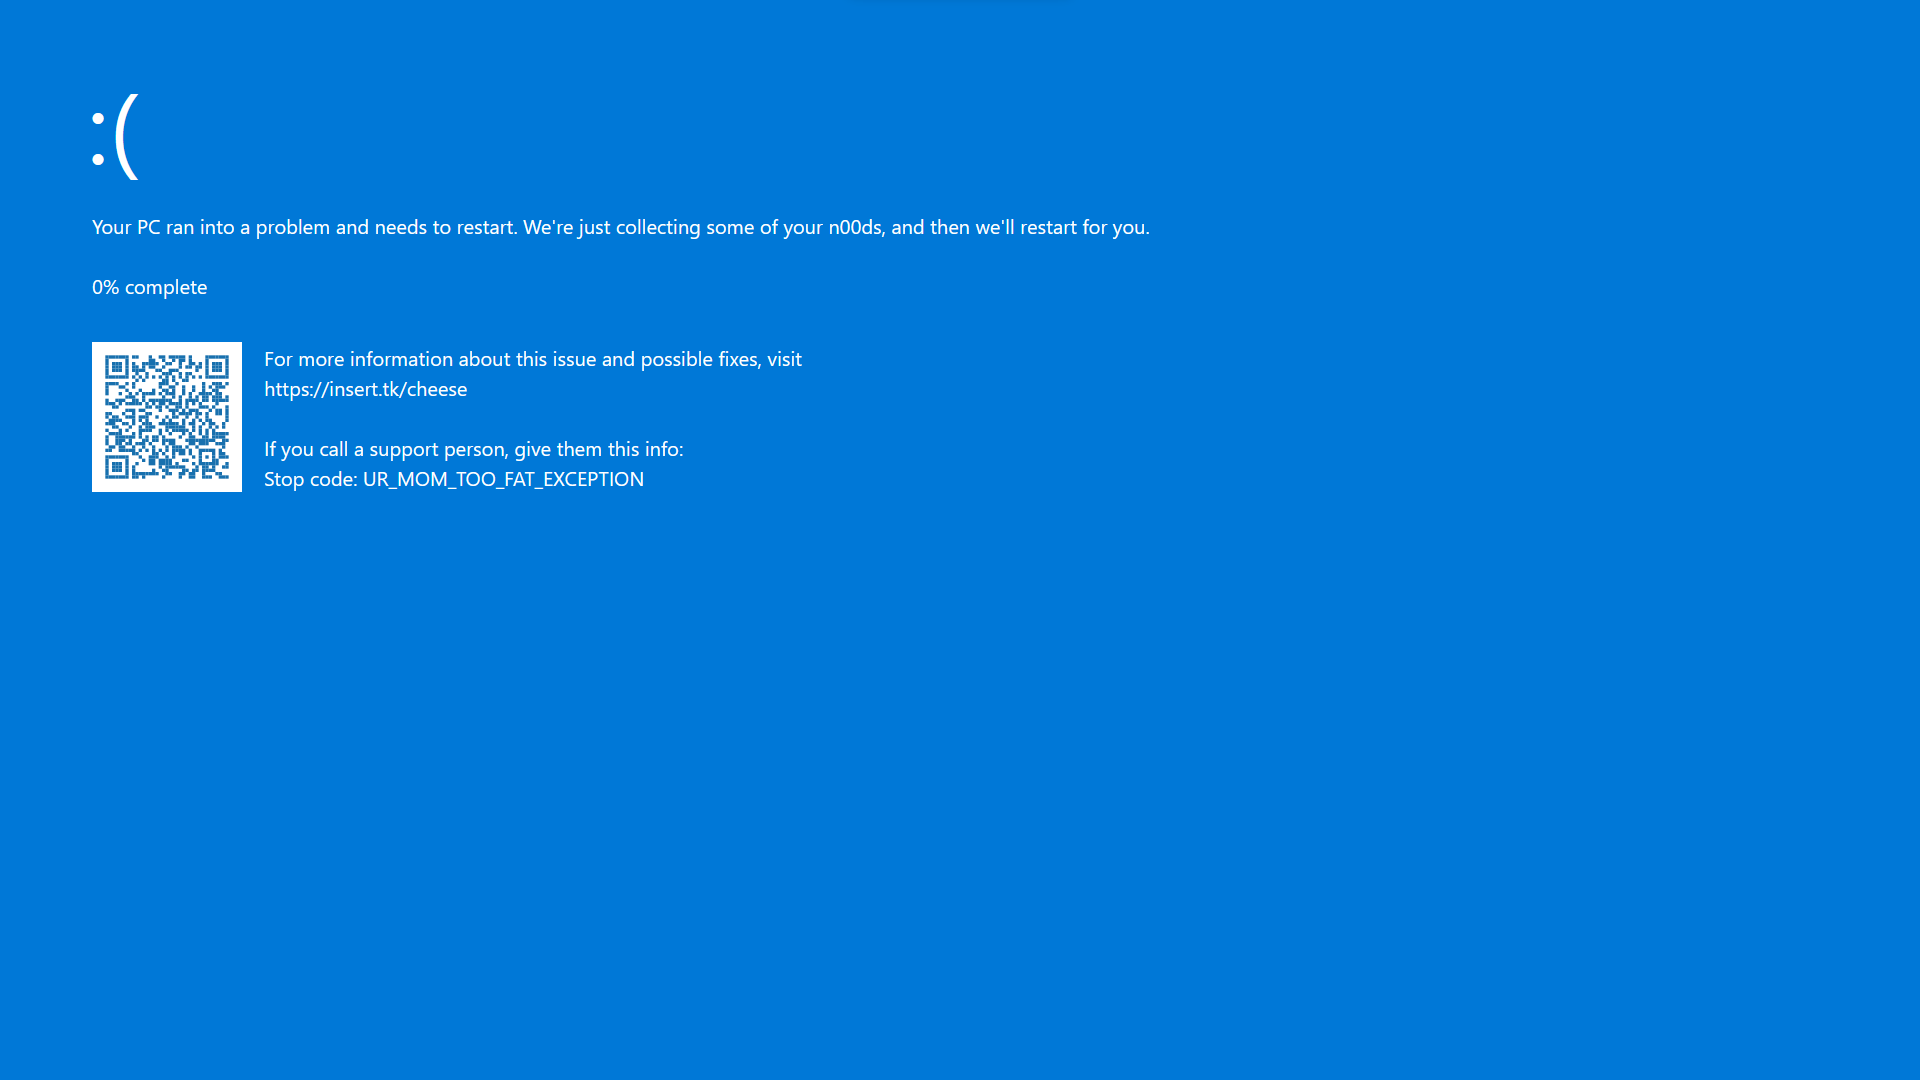 :(
Your PC ran into a problem and needs to restart. We're just collecting some of your n00ds, and then we'll restart for you.
0% complete
For more information about this issue and possible fixes, visit
https://insert.tk/cheese
If you call a support person, give them this info:
Stop code: UR_MOM_TOO_FAT_EXCEPTION